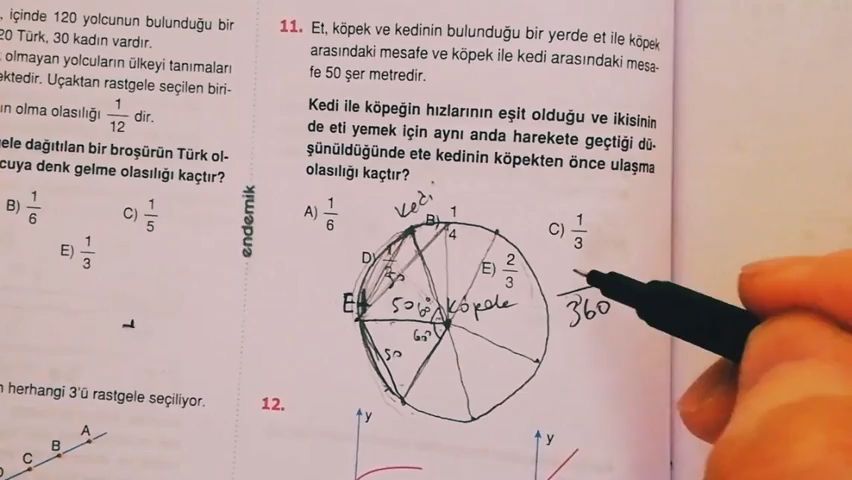 , içinde 120 yolcunun bulunduğu bir
20 Türk, 30 kadın vardır.
olmayan yolcuların ülkeyi tanımaları
ektedir. Uçaktan rastgele seçilen biri-
ın olma olasılığı 1/12 dir.
ele dağıtılan bir broşürün Türk ol-
cuya denk gelme olasılığı kaçtır?
B) 1/6
C) 1/5
E) 1/3
n herhangi 3'ü rastgele seçiliyor.
A
B
C
D
endemik
11. Et, köpek ve kedinin bulunduğu bir yerde et ile köpek
arasındaki mesafe ve köpek ile kedi arasındaki mesa-
fe 50 şer metredir.
Kedi ile köpeğin hızlarının eşit olduğu ve ikisinin
de eti yemek için aynı anda harekete geçtiği dü-
şünüldüğünde ete kedinin köpekten önce ulaşma
olasılığı kaçtır?
A) 1/6
B) 1/4
C) 1/3
D) 1/2
E) 2/3
Kedi
50
Et
50
60°
Köpek
60°
50
360
12.
y
y